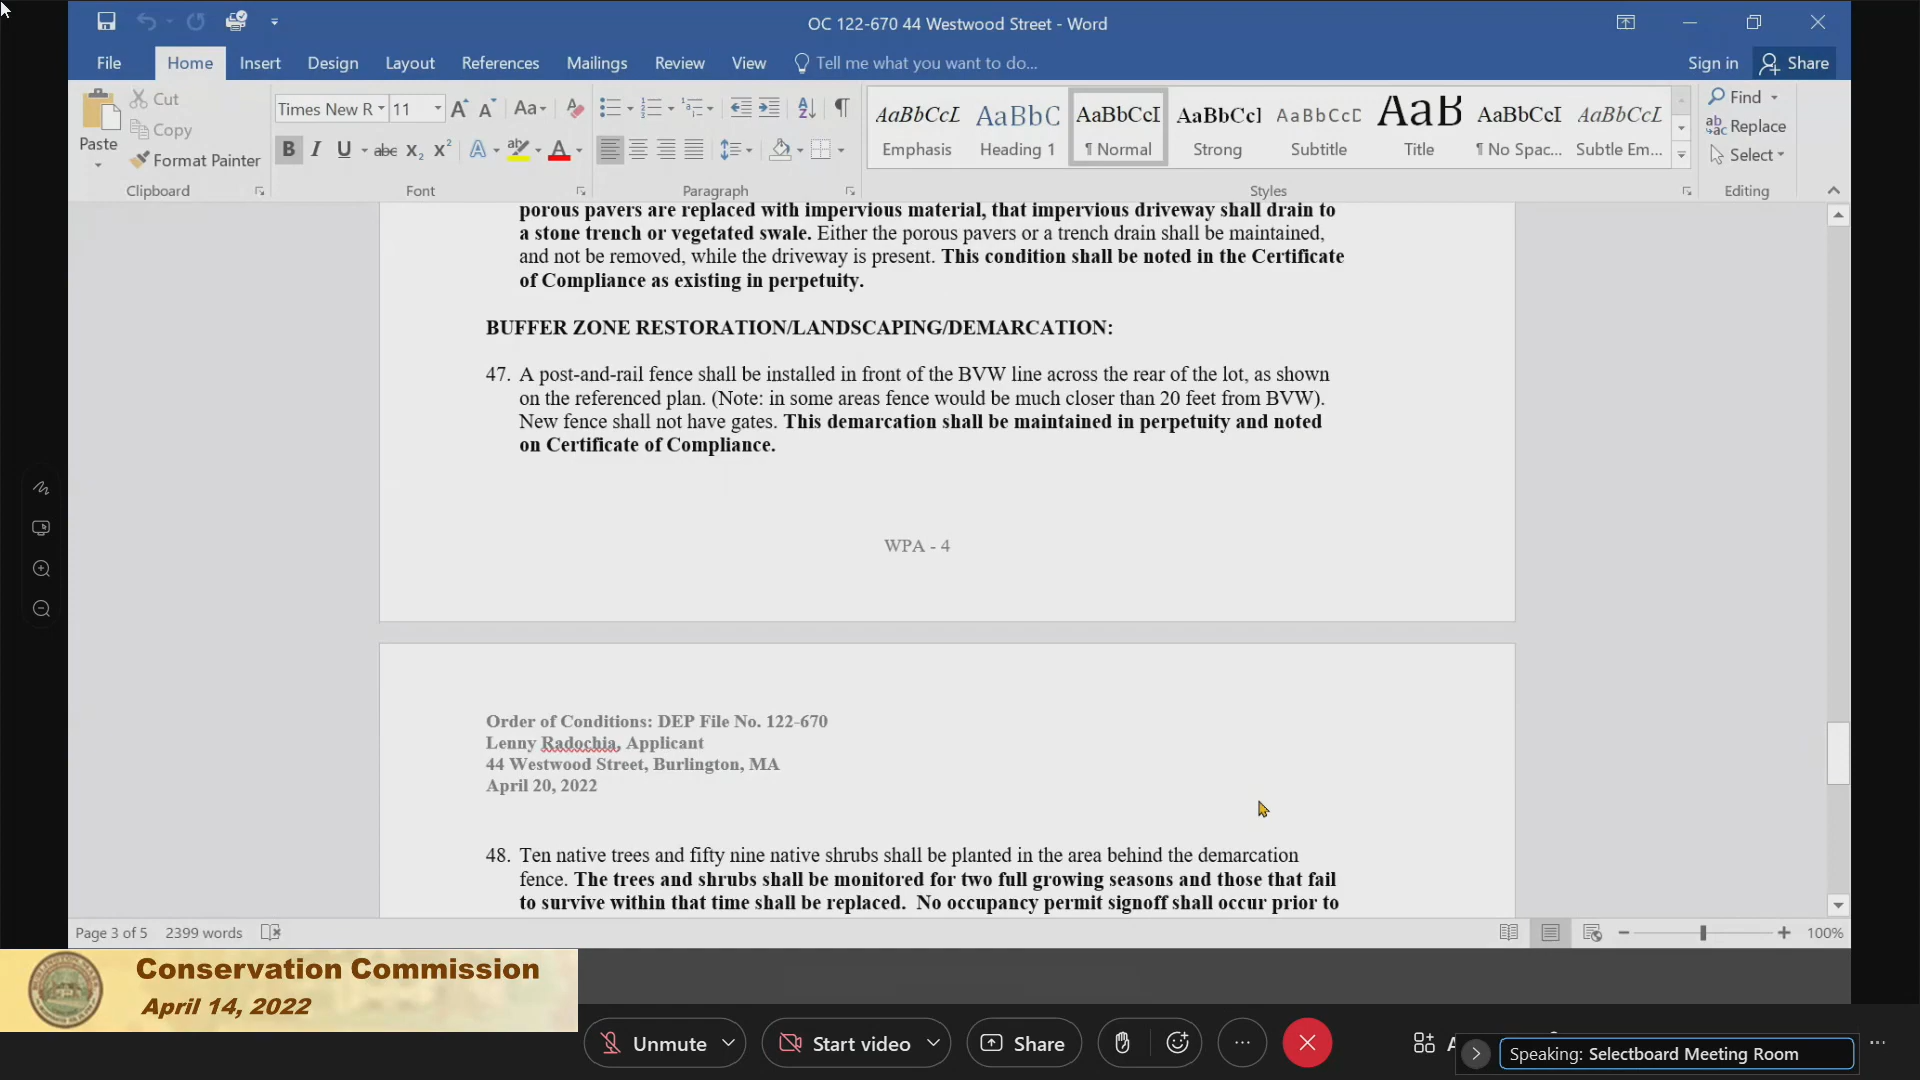 OC 122-670 44 Westwood Street - Word
File Home Insert Design Layout References Mailings Review View Tell me what you want to do... Sign in Share
Paste
Cut
Copy
Format Painter
Clipboard
Times New R 11
Font
Paragraph
AaBbCcL Emphasis
AaBbC Heading 1
AaBbCcI ¶ Normal
AaBbCcl Strong
AaBbCcD Subtitle
AaB Title
AaBbCcI ¶ No Spac...
AaBbCcL Subtle Em...
Styles
Find
Replace
Select
Editing
porous pavers are replaced with impervious material, that impervious driveway shall drain to
a stone trench or vegetated swale. Either the porous pavers or a trench drain shall be maintained,
and not be removed, while the driveway is present. This condition shall be noted in the Certificate
of Compliance as existing in perpetuity.
BUFFER ZONE RESTORATION/LANDSCAPING/DEMARCATION:
47. A post-and-rail fence shall be installed in front of the BVW line across the rear of the lot, as shown
on the referenced plan. (Note: in some areas fence would be much closer than 20 feet from BVW).
New fence shall not have gates. This demarcation shall be maintained in perpetuity and noted
on Certificate of Compliance.
WPA - 4
Order of Conditions: DEP File No. 122-670
Lenny Radochia, Applicant
44 Westwood Street, Burlington, MA
April 20, 2022
48. Ten native trees and fifty nine native shrubs shall be planted in the area behind the demarcation
fence. The trees and shrubs shall be monitored for two full growing seasons and those that fail
to survive within that time shall be replaced. No occupancy permit signoff shall occur prior to
Page 3 of 5 2399 words 100%
Conservation Commission
April 14, 2022
Unmute Start video Share
Speaking: Selectboard Meeting Room